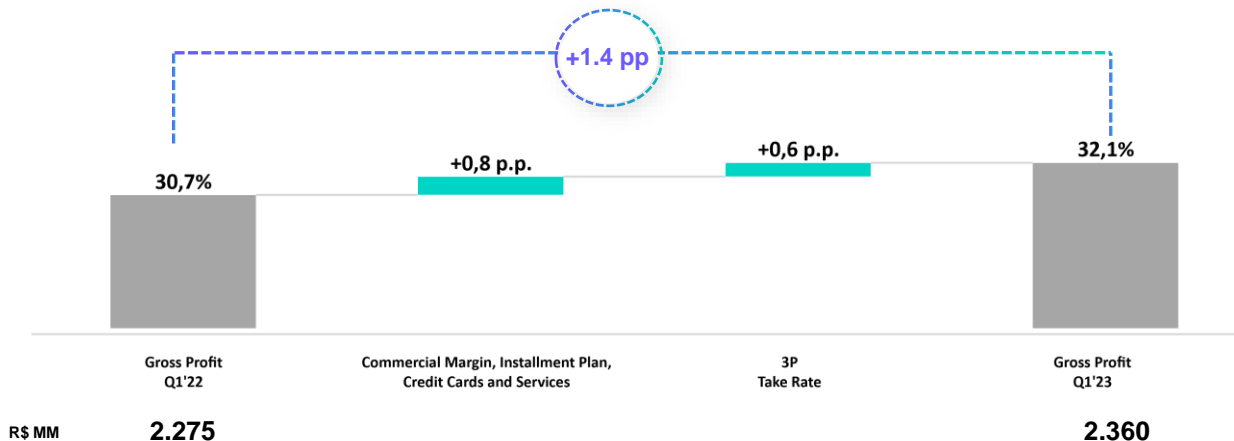 +1.4 pp
30,7%
+0,8 p.p.
+0,6 p.p.
32,1%
Gross Profit
Q1'22
Commercial Margin, Installment Plan,
Credit Cards and Services
3P
Take Rate
Gross Profit
Q1'23
R$ MM
2.275
2.360